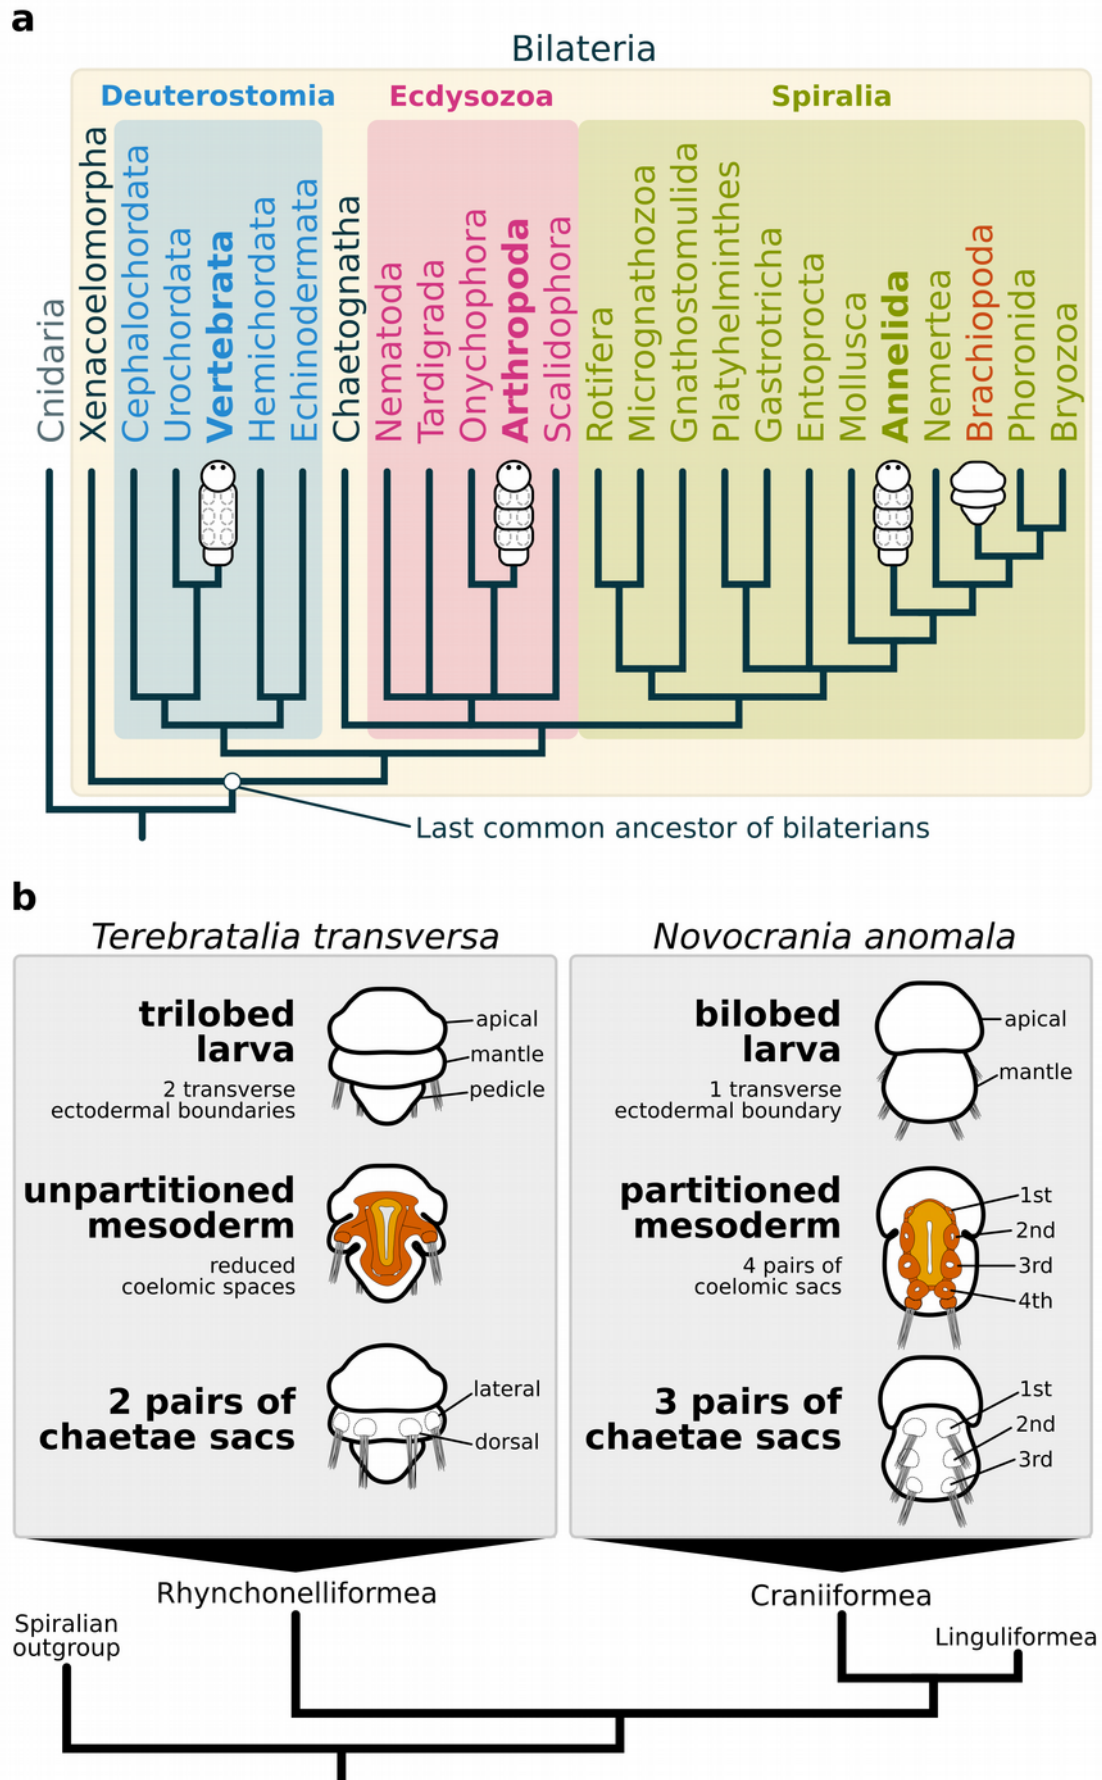 a
Bilateria
Deuterostomia
Ecdysozoa
Spiralia
Cnidaria
Xenacoelomorpha
Cephalochordata
Urochordata
Vertebrata
Hemichordata
Echinodermata
Chaetognatha
Nematoda
Tardigrada
Onychophora
Arthropoda
Scalidophora
Rotifera
Micrognathozoa
Gnathostomulida
Platyhelminthes
Gastrotricha
Entoprocta
Mollusca
Annelida
Nemertea
Brachiopoda
Phoronida
Bryozoa
Last common ancestor of bilaterians
b
Terebratalia transversa
trilobed
larva
2 transverse
ectodermal boundaries
apical
mantle
pedicle
unpartitioned
mesoderm
reduced
coelomic spaces
2 pairs of
chaetae sacs
lateral
dorsal
Novocrania anomala
bilobed
larva
1 transverse
ectodermal boundary
apical
mantle
partitioned
mesoderm
4 pairs of
coelomic sacs
1st
2nd
3rd
4th
3 pairs of
chaetae sacs
1st
2nd
3rd
Rhynchonelliformea
Craniiformea
Spiralian
outgroup
Linguliformea